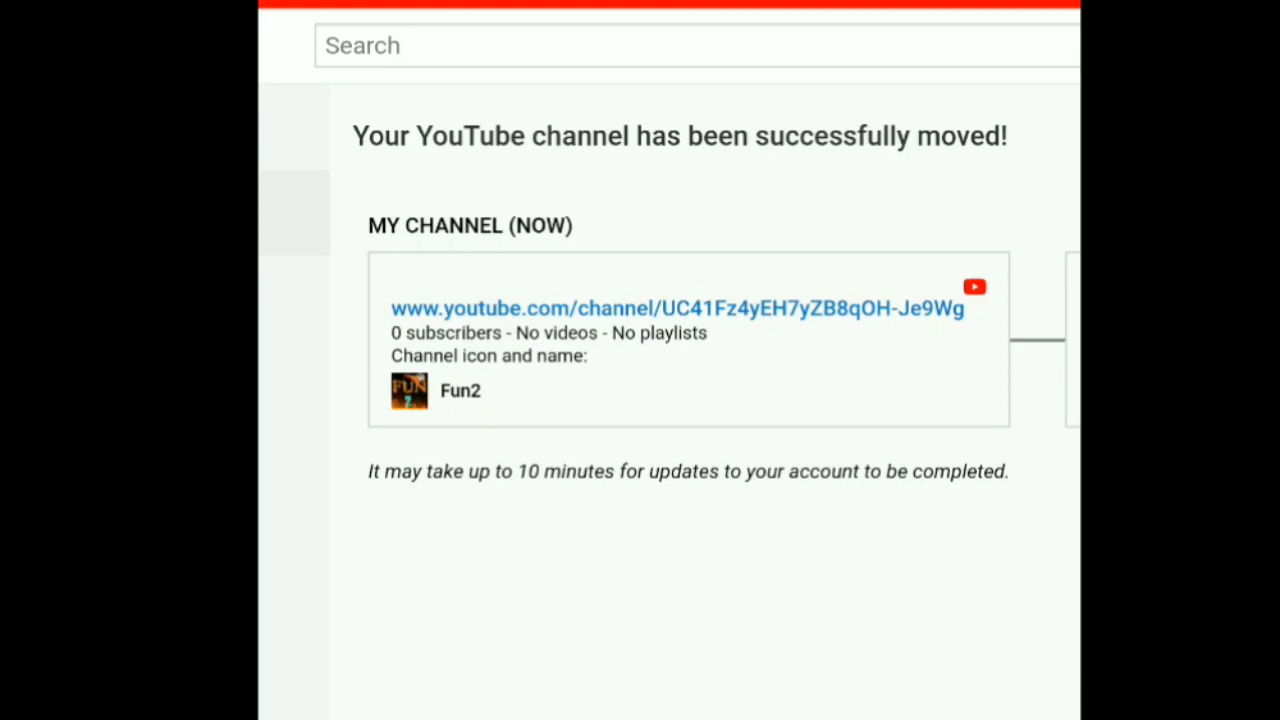 Search
Your YouTube channel has been successfully moved!
MY CHANNEL (NOW)
www.youtube.com/channel/UC41Fz4yEH7yZB8qOH-Je9Wg
0 subscribers - No videos - No playlists
Channel icon and name:
FUN
Fun2
It may take up to 10 minutes for updates to your account to be completed.